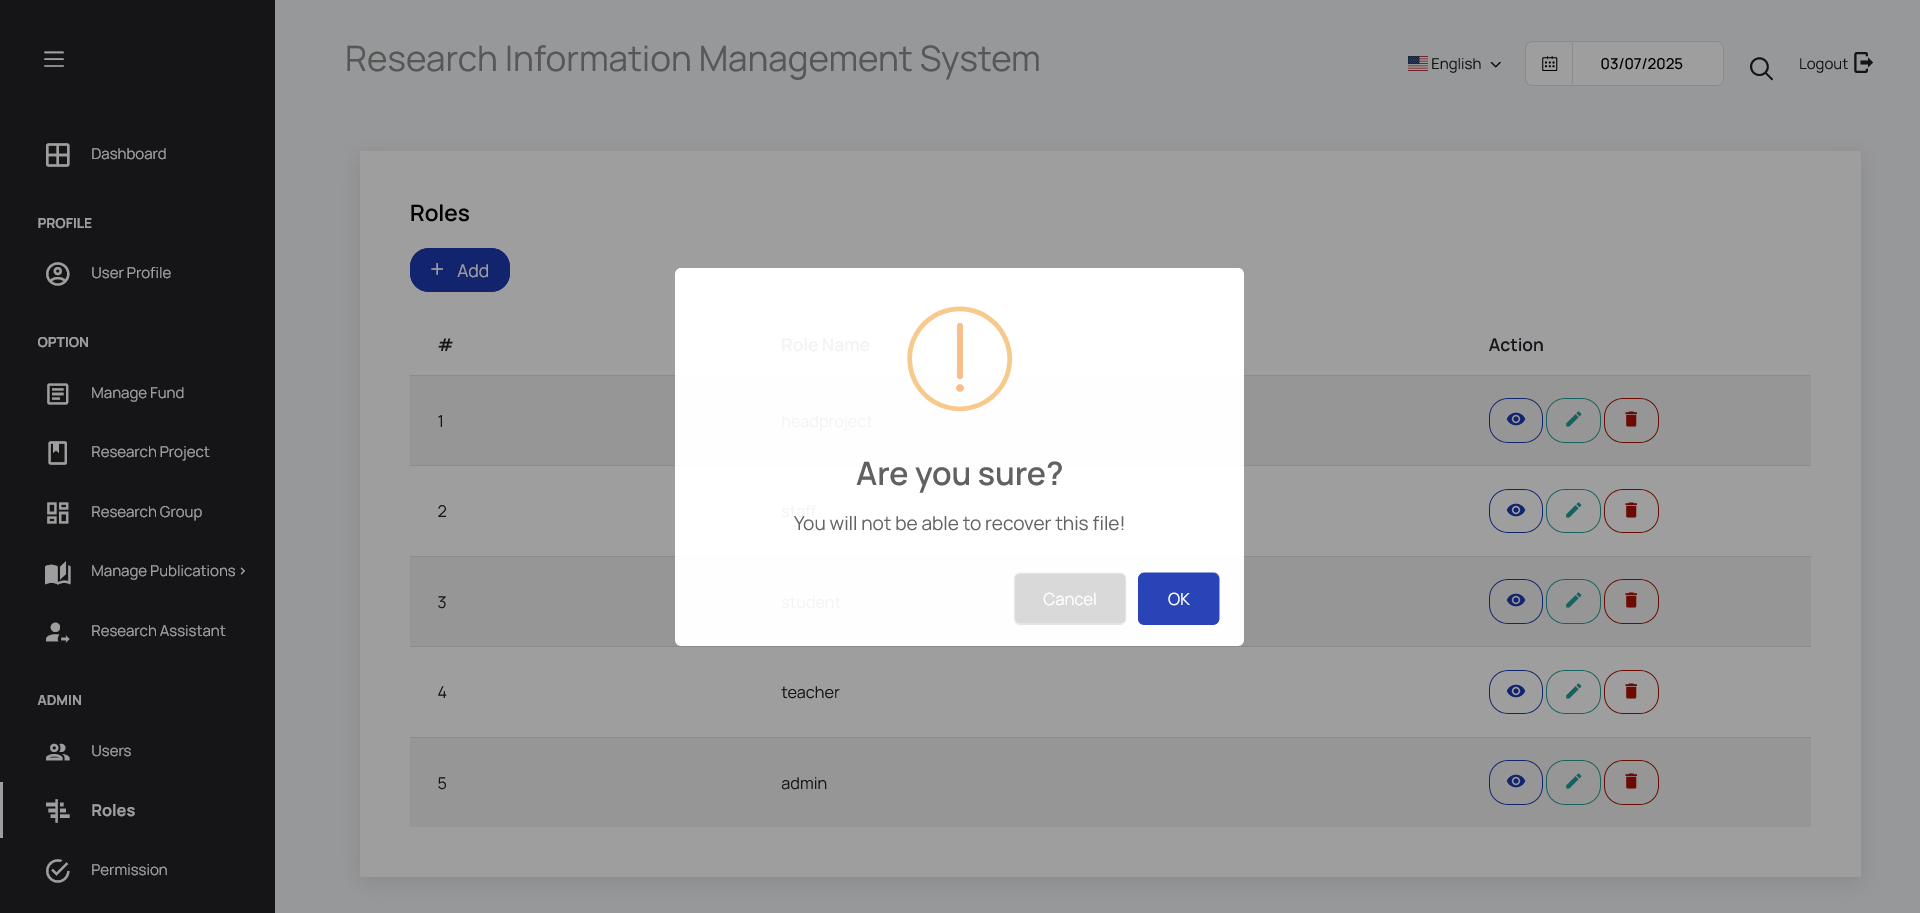 Research Information Management System
English
03/07/2025
Logout
Dashboard
PROFILE
User Profile
OPTION
Manage Fund
Research Project
Research Group
Manage Publications
Research Assistant
ADMIN
Users
Roles
Permission
Roles
+ Add
# Role Name Action
1 headproject
2 staff
3 student
4 teacher
5 admin
Are you sure?
You will not be able to recover this file!
Cancel OK